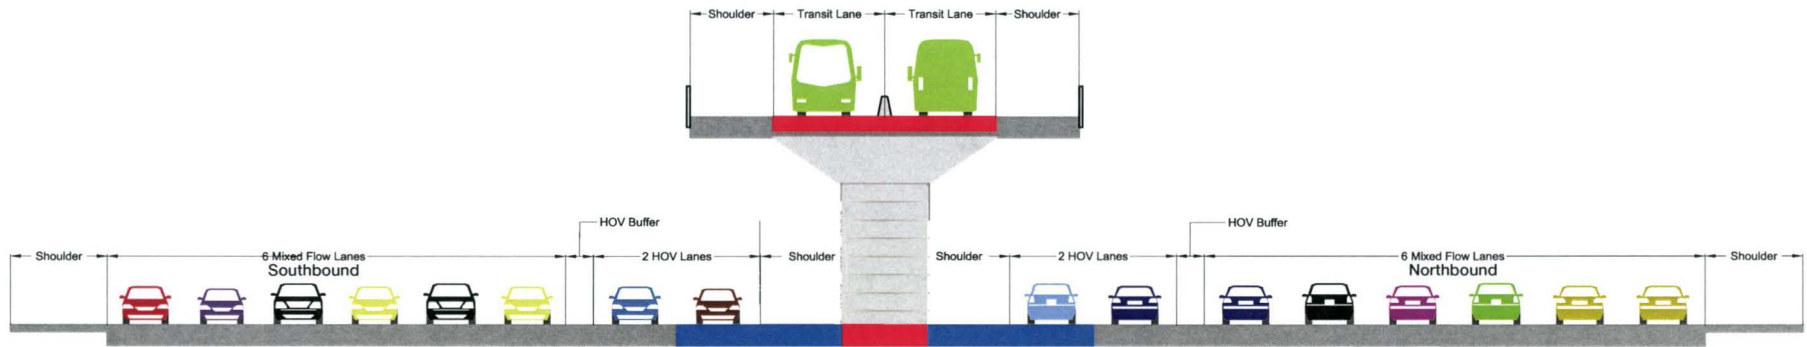 Shoulder Transit Lane Transit Lane Shoulder
HOV Buffer HOV Buffer
Shoulder 6 Mixed Flow Lanes 2 HOV Lanes Shoulder Shoulder 2 HOV Lanes 6 Mixed Flow Lanes Shoulder
Southbound Northbound